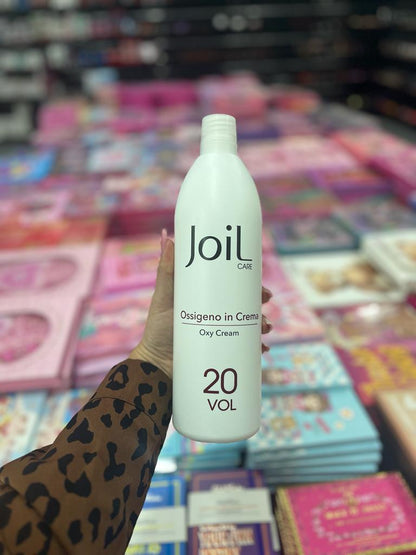 JoiL
CARE
Ossigeno in Crema
Oxy Cream
20
VOL